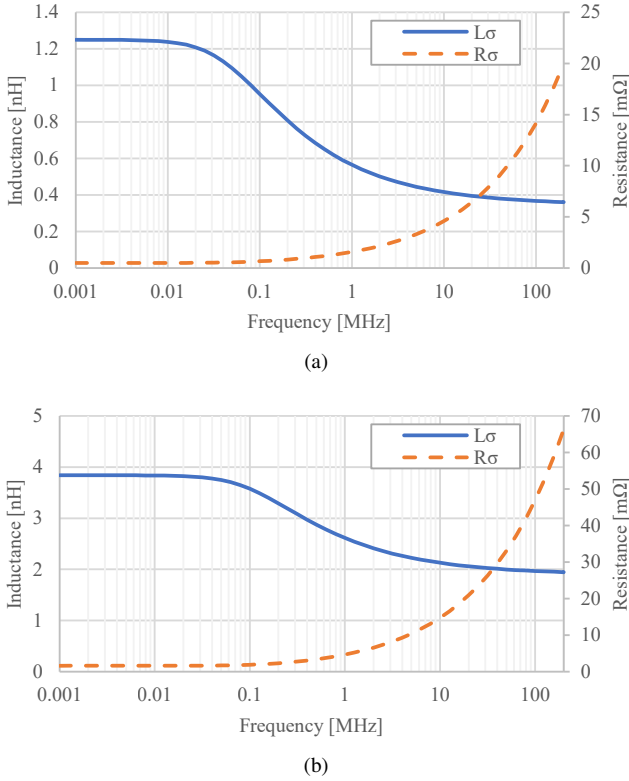 1.4
1.2
1
0.8
0.6
0.4
0.2
0
Inductance [nH]
25
20
15
10
5
0
Resistance [mΩ]
Lσ
Rσ
0.001 0.01 0.1 1 10 100
Frequency [MHz]
(a)
5
4
3
2
1
0
Inductance [nH]
70
60
50
40
30
20
10
0
Resistance [mΩ]
Lσ
Rσ
0.001 0.01 0.1 1 10 100
Frequency [MHz]
(b)